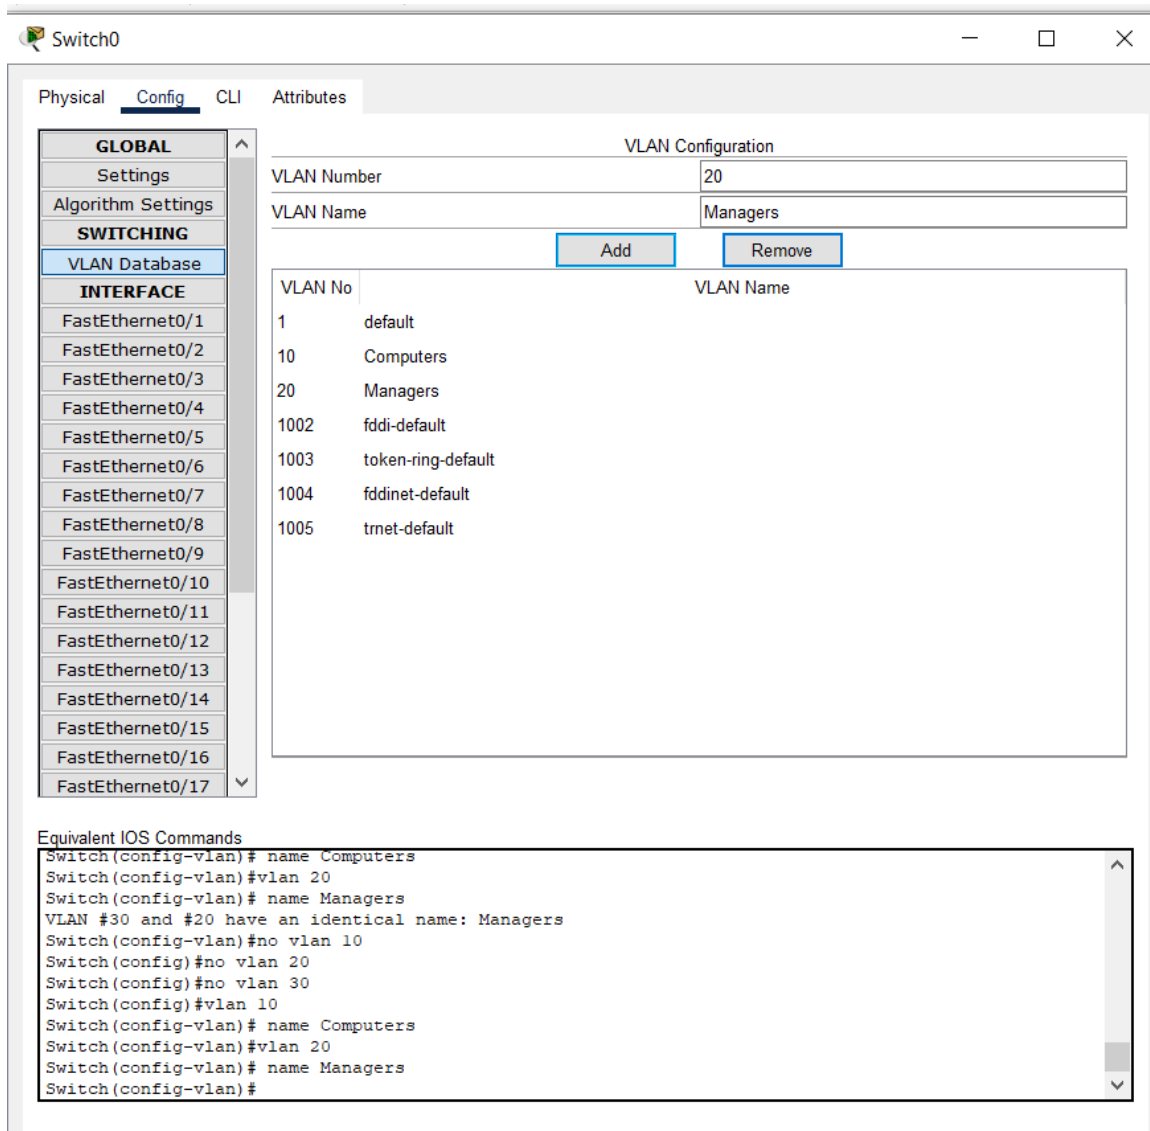 Switch0
Physical Config CLI Attributes
GLOBAL
Settings
Algorithm Settings
SWITCHING
VLAN Database
INTERFACE
FastEthernet0/1
FastEthernet0/2
FastEthernet0/3
FastEthernet0/4
FastEthernet0/5
FastEthernet0/6
FastEthernet0/7
FastEthernet0/8
FastEthernet0/9
FastEthernet0/10
FastEthernet0/11
FastEthernet0/12
FastEthernet0/13
FastEthernet0/14
FastEthernet0/15
FastEthernet0/16
FastEthernet0/17
VLAN Configuration
VLAN Number 20
VLAN Name Managers
Add Remove
VLAN No VLAN Name
1 default
10 Computers
20 Managers
1002 fddi-default
1003 token-ring-default
1004 fddinet-default
1005 trnet-default
Equivalent IOS Commands
Switch(config-vlan)# name Computers
Switch(config-vlan)#vlan 20
Switch(config-vlan)# name Managers
VLAN #30 and #20 have an identical name: Managers
Switch(config-vlan)#no vlan 10
Switch(config)#no vlan 20
Switch(config)#no vlan 30
Switch(config)#vlan 10
Switch(config-vlan)# name Computers
Switch(config-vlan)#vlan 20
Switch(config-vlan)# name Managers
Switch(config-vlan)#